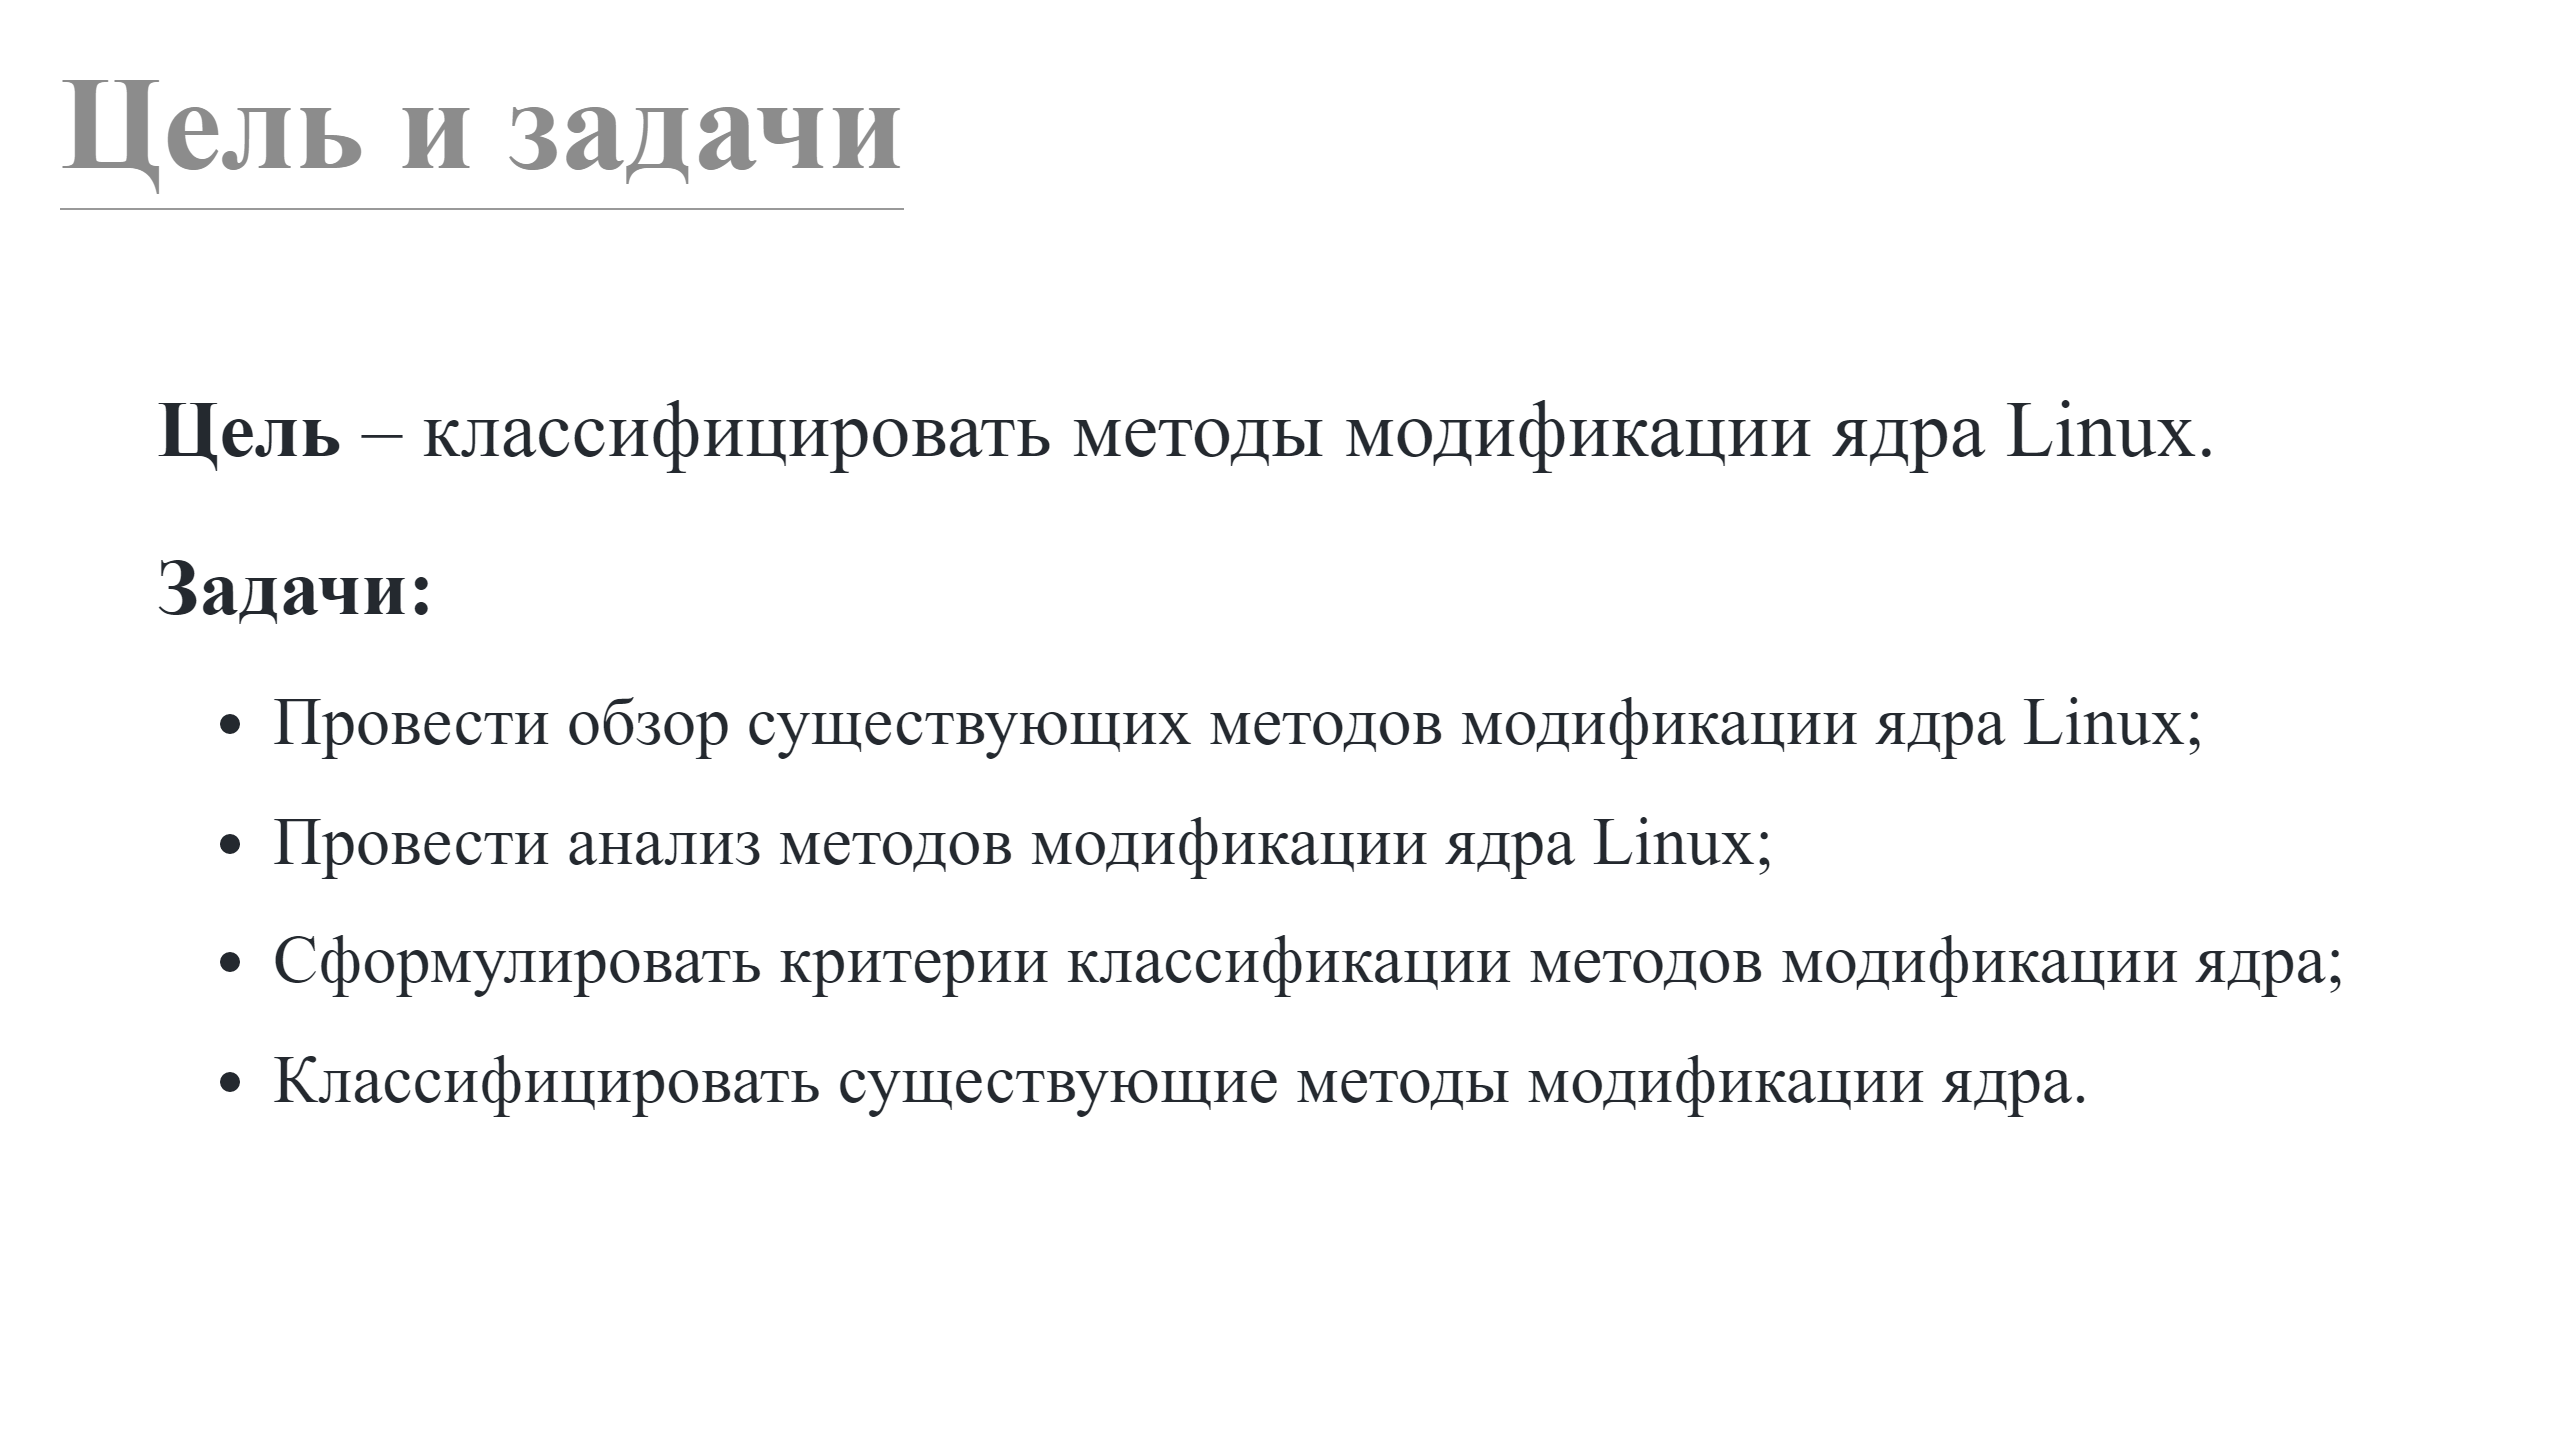 Цель и задачи
Цель – классифицировать методы модификации ядра Linux.
Задачи:
• Провести обзор существующих методов модификации ядра Linux;
• Провести анализ методов модификации ядра Linux;
• Сформулировать критерии классификации методов модификации ядра;
• Классифицировать существующие методы модификации ядра.